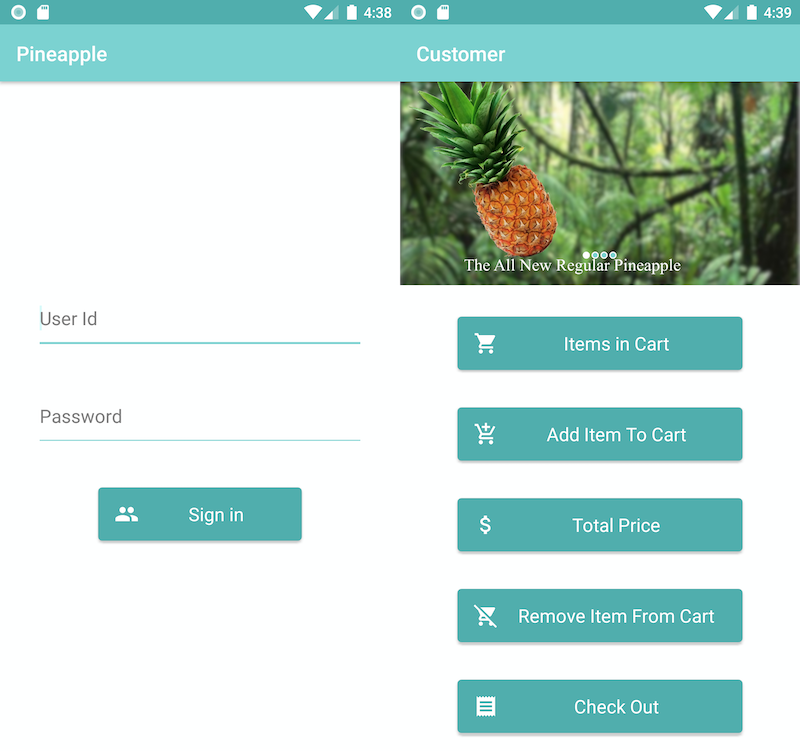 4:38
Pineapple
User Id
Password
Sign in
4:39
Customer
The All New Regular Pineapple
Items in Cart
Add Item To Cart
$ Total Price
Remove Item From Cart
Check Out